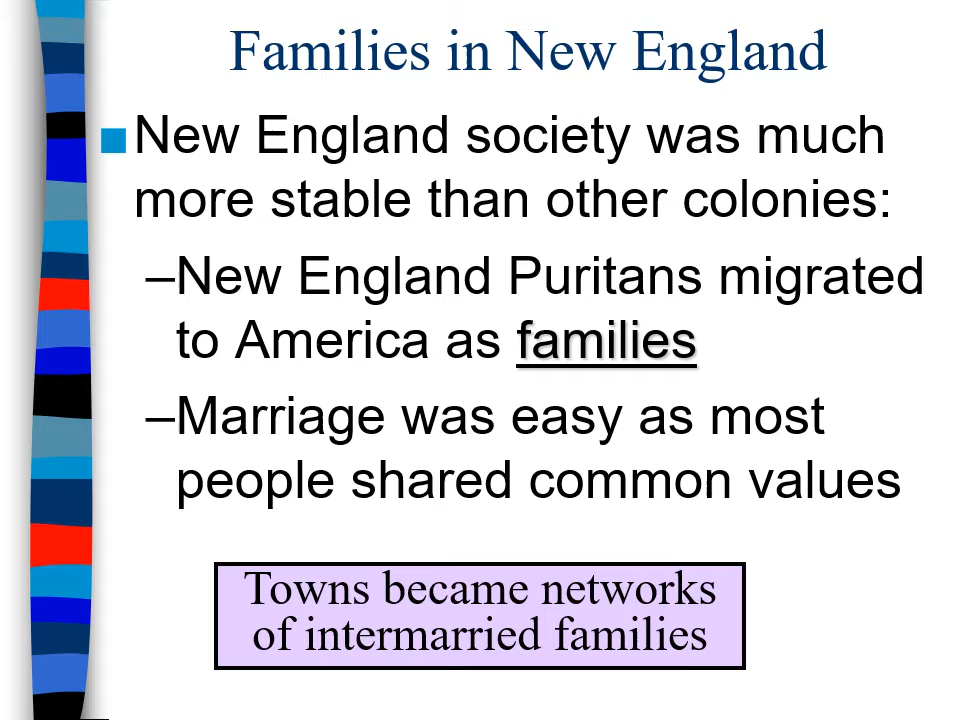 Families in New England
■New England society was much
more stable than other colonies:
–New England Puritans migrated
to America as families
–Marriage was easy as most
people shared common values
Towns became networks
of intermarried families